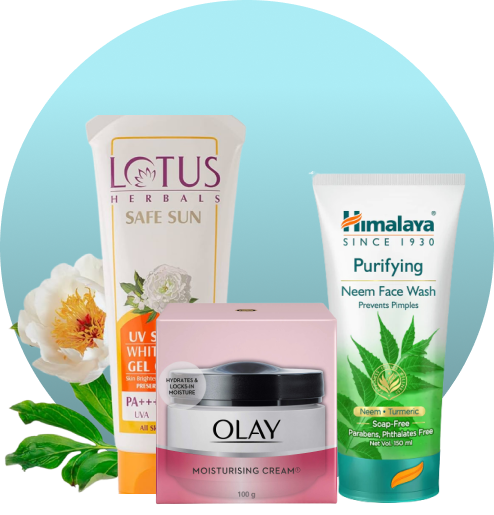 LOTUS
HERBALS
SAFE SUN
UV S
WHIT
GEL
PA+++
UVA
HYDRATES &
LOCKS IN
MOISTURE
OLAY
MOISTURISING CREAM
100 g
Himalaya
SINCE 1930
Purifying
Neem Face Wash
Prevents Pimples
Neem • Turmeric
Soap-Free
Parabens, Phthalates Free
Net Vol. 150 ml